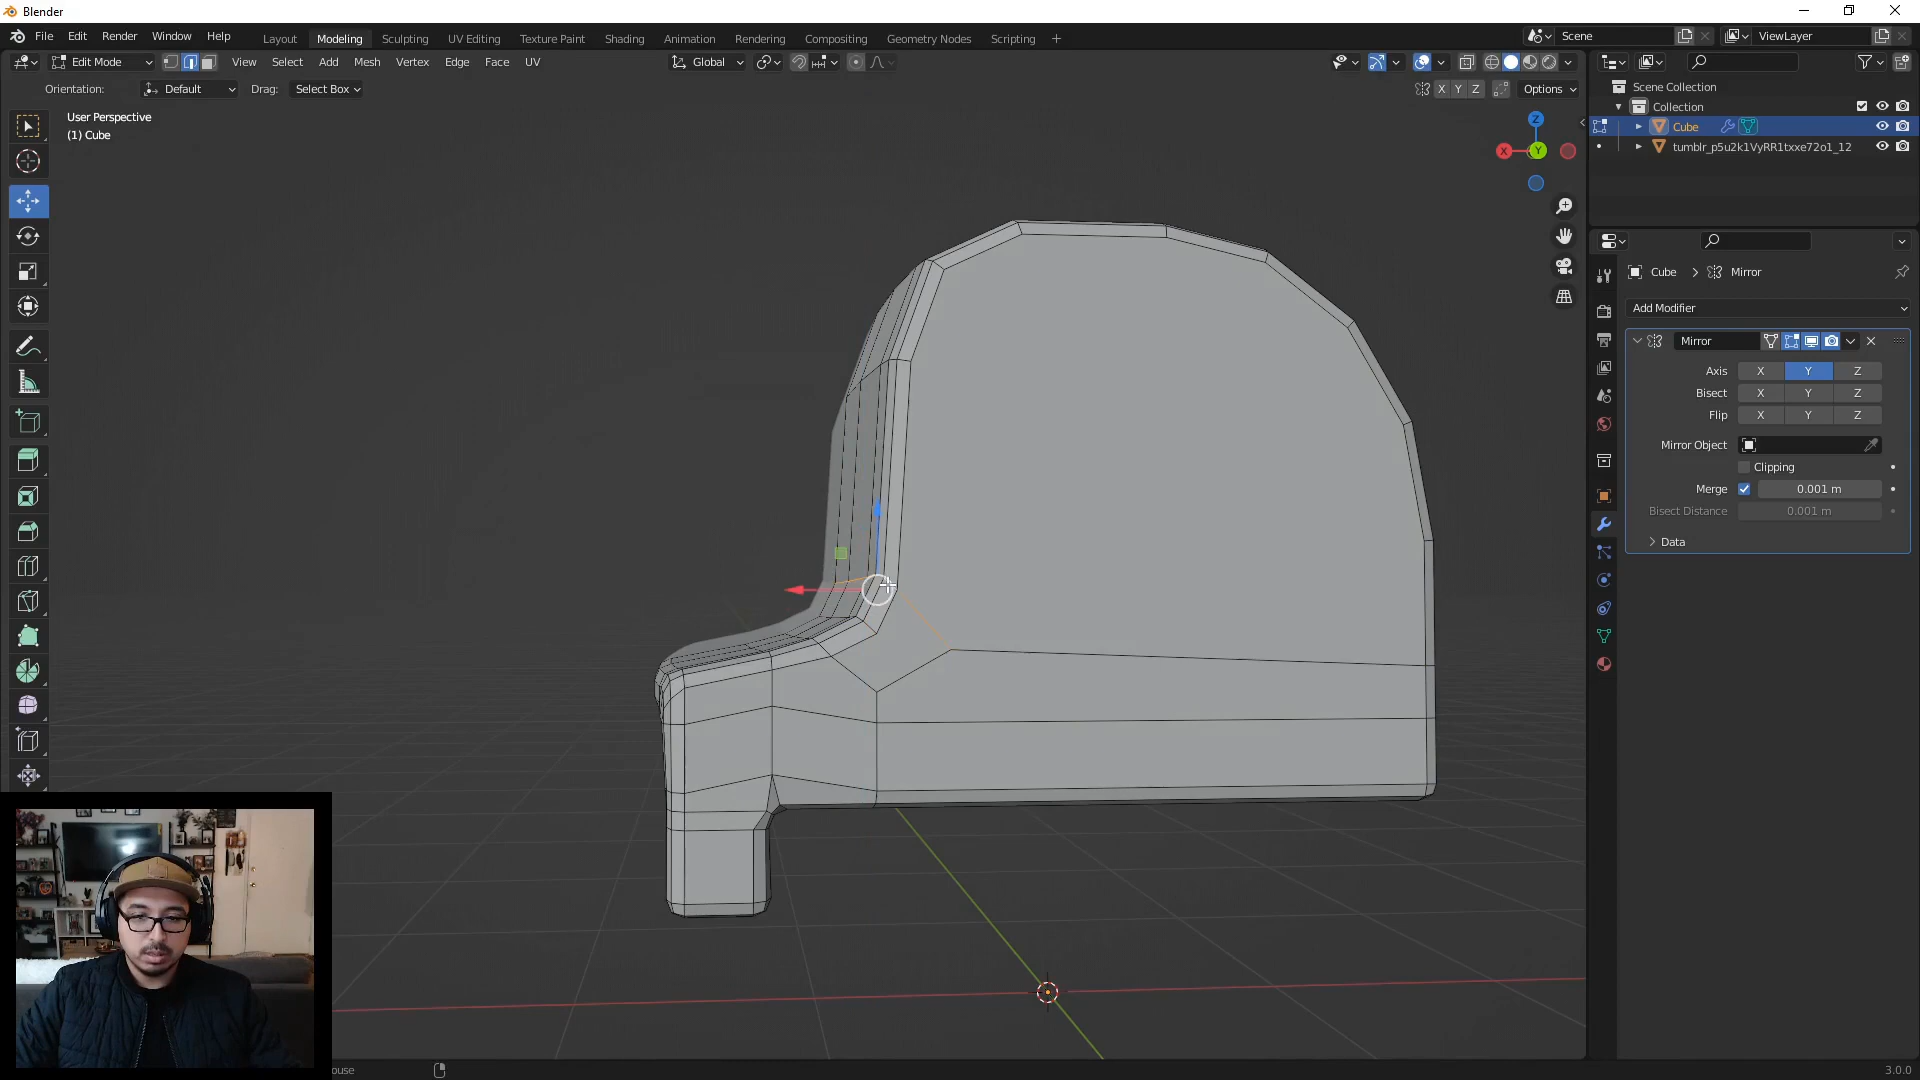 Blender
File Edit Render Window Help
Layout Modeling Sculpting UV Editing Texture Paint Shading Animation Rendering Compositing Geometry Nodes Scripting +
Scene
ViewLayer
Edit Mode
View Select Add Mesh Vertex Edge Face UV
Global
Orientation: Default Drag: Select Box
X Y Z
Options
User Perspective
(1) Cube
Z
X
Y
Scene Collection
Collection
Cube
tumblr_p5u2k1VyRR1txxe72o1_12
Cube > Mirror
Add Modifier
Mirror
Axis X Y Z
Bisect X Y Z
Flip X Y Z
Mirror Object
Clipping
Merge 0.001 m
Bisect Distance 0.001 m
> Data
ouse
3.0.0